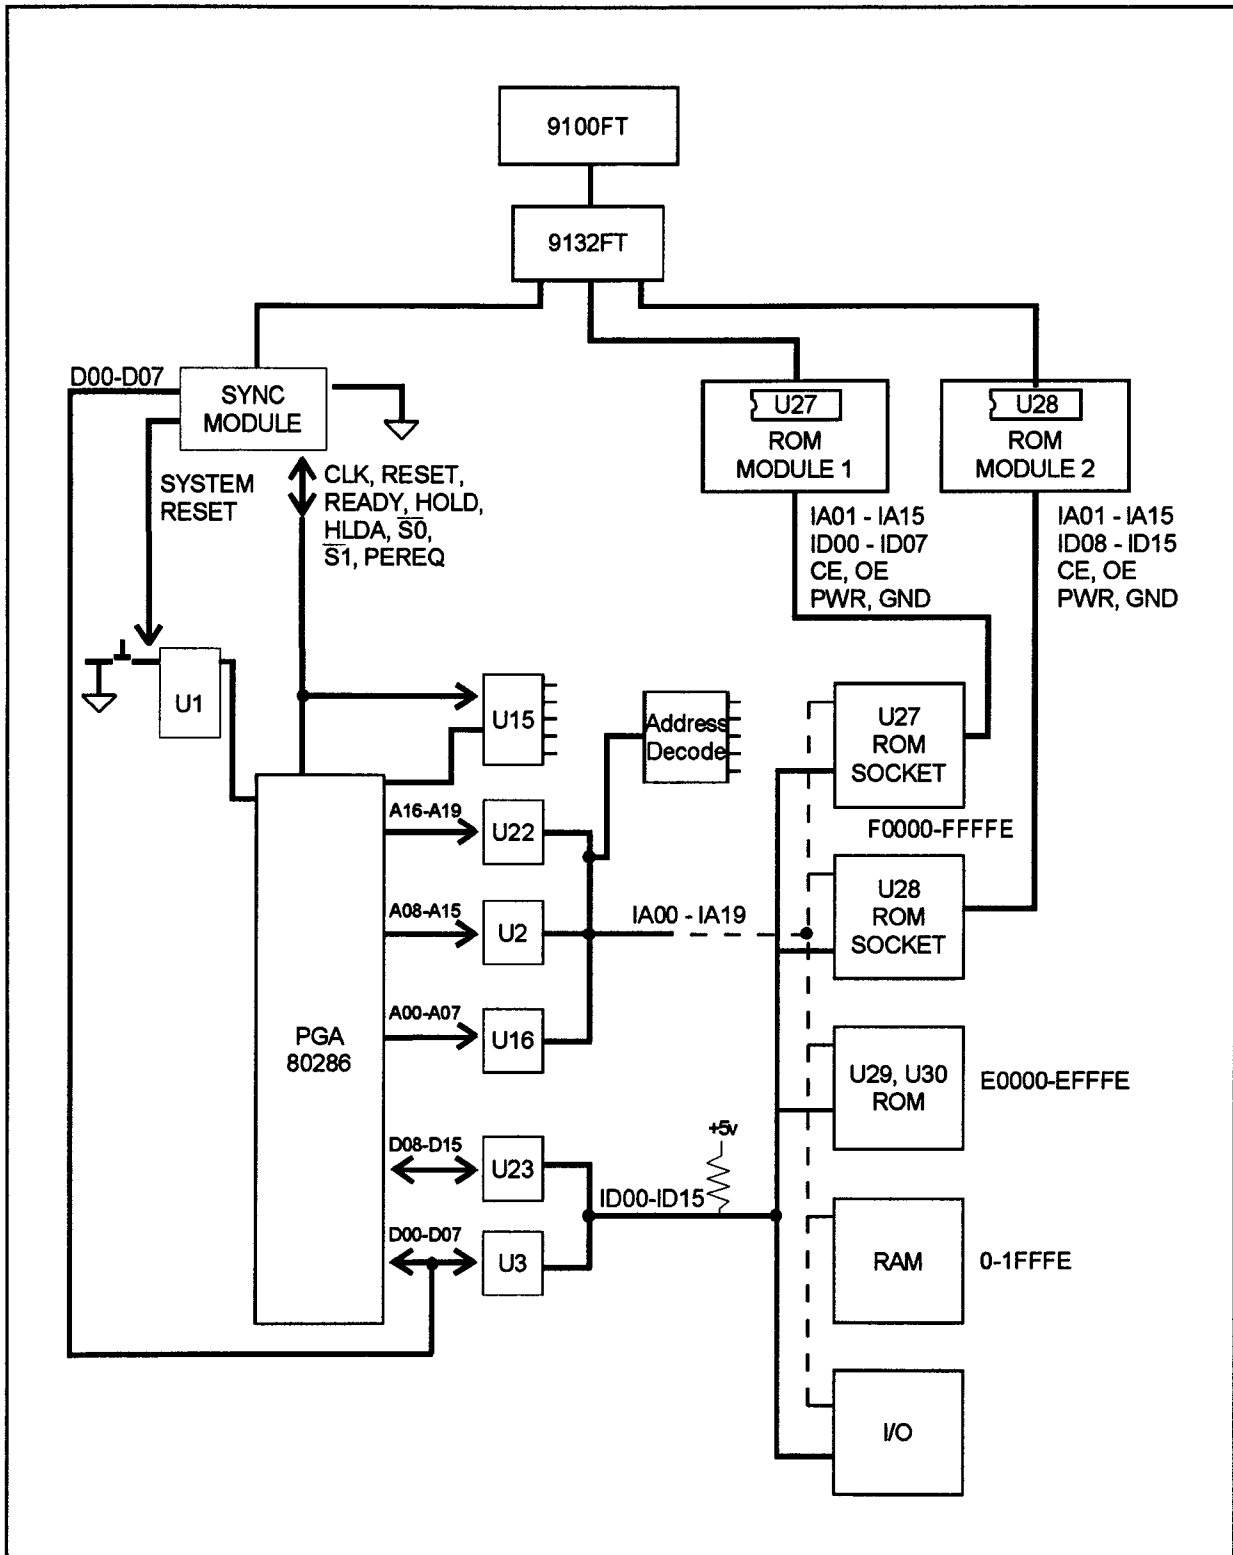 9100FT
9132FT
D00-D07
SYNC
MODULE
U27
ROM
MODULE 1
U28
ROM
MODULE 2
SYSTEM
RESET
CLK, RESET,
READY, HOLD,
HLDA, S̅0̅,
S̅1̅, PEREQ
IA01 - IA15
ID00 - ID07
CE, OE
PWR, GND
IA01 - IA15
ID08 - ID15
CE, OE
PWR, GND
U1
U15
Address
Decode
U27
ROM
SOCKET
A16-A19
U22
F0000-FFFFE
A08-A15
U2
IA00 - IA19
U28
ROM
SOCKET
PGA
80286
A00-A07
U16
U29, U30
ROM
E0000-EFFFE
+5v
D08-D15
U23
ID00-ID15
D00-D07
U3
RAM
0-1FFFE
I/O